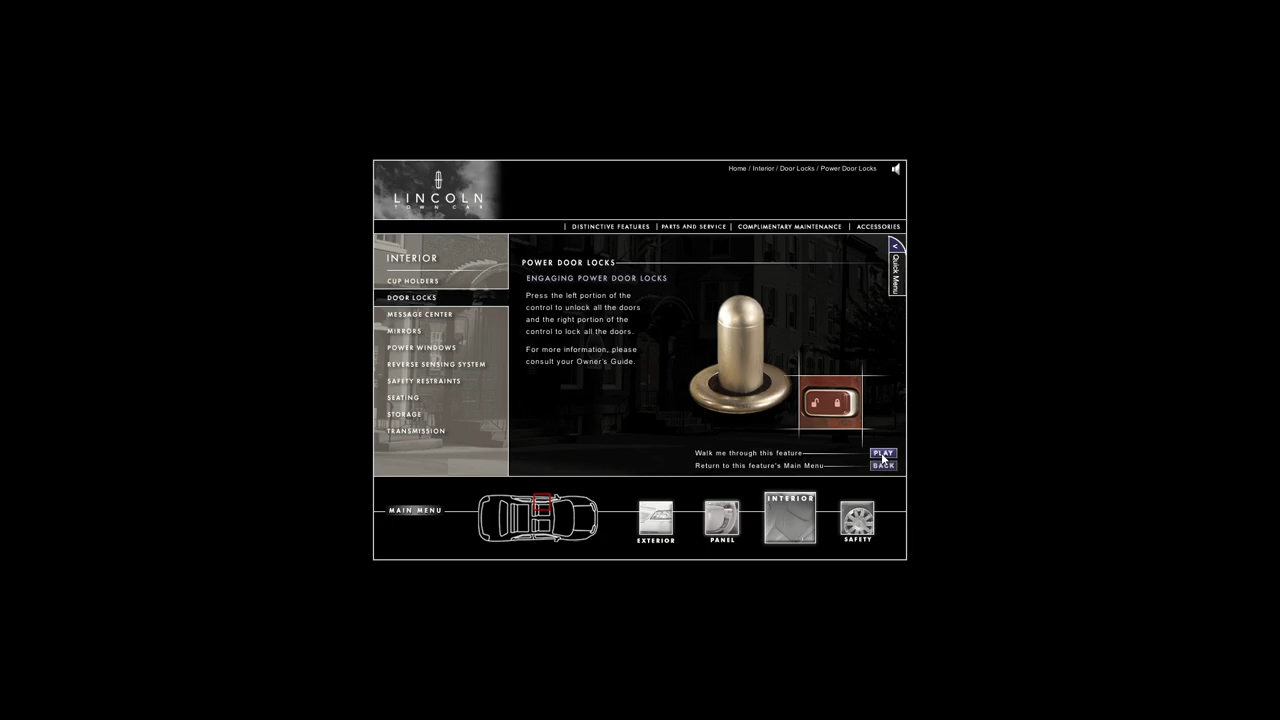 Home / Interior / Door Locks / Power Door Locks
LINCOLN
TOWN CAR
DISTINCTIVE FEATURES | PARTS AND SERVICE | COMPLIMENTARY MAINTENANCE | ACCESSORIES
Quick Menu
INTERIOR
CUP HOLDERS
DOOR LOCKS
MESSAGE CENTER
MIRRORS
POWER WINDOWS
REVERSE SENSING SYSTEM
SAFETY RESTRAINTS
SEATING
STORAGE
TRANSMISSION
POWER DOOR LOCKS
ENGAGING POWER DOOR LOCKS
Press the left portion of the
control to unlock all the doors
and the right portion of the
control to lock all the doors.
For more information, please
consult your Owner's Guide.
Walk me through this feature PLAY
Return to this feature's Main Menu BACK
MAIN MENU
EXTERIOR
PANEL
INTERIOR
SAFETY